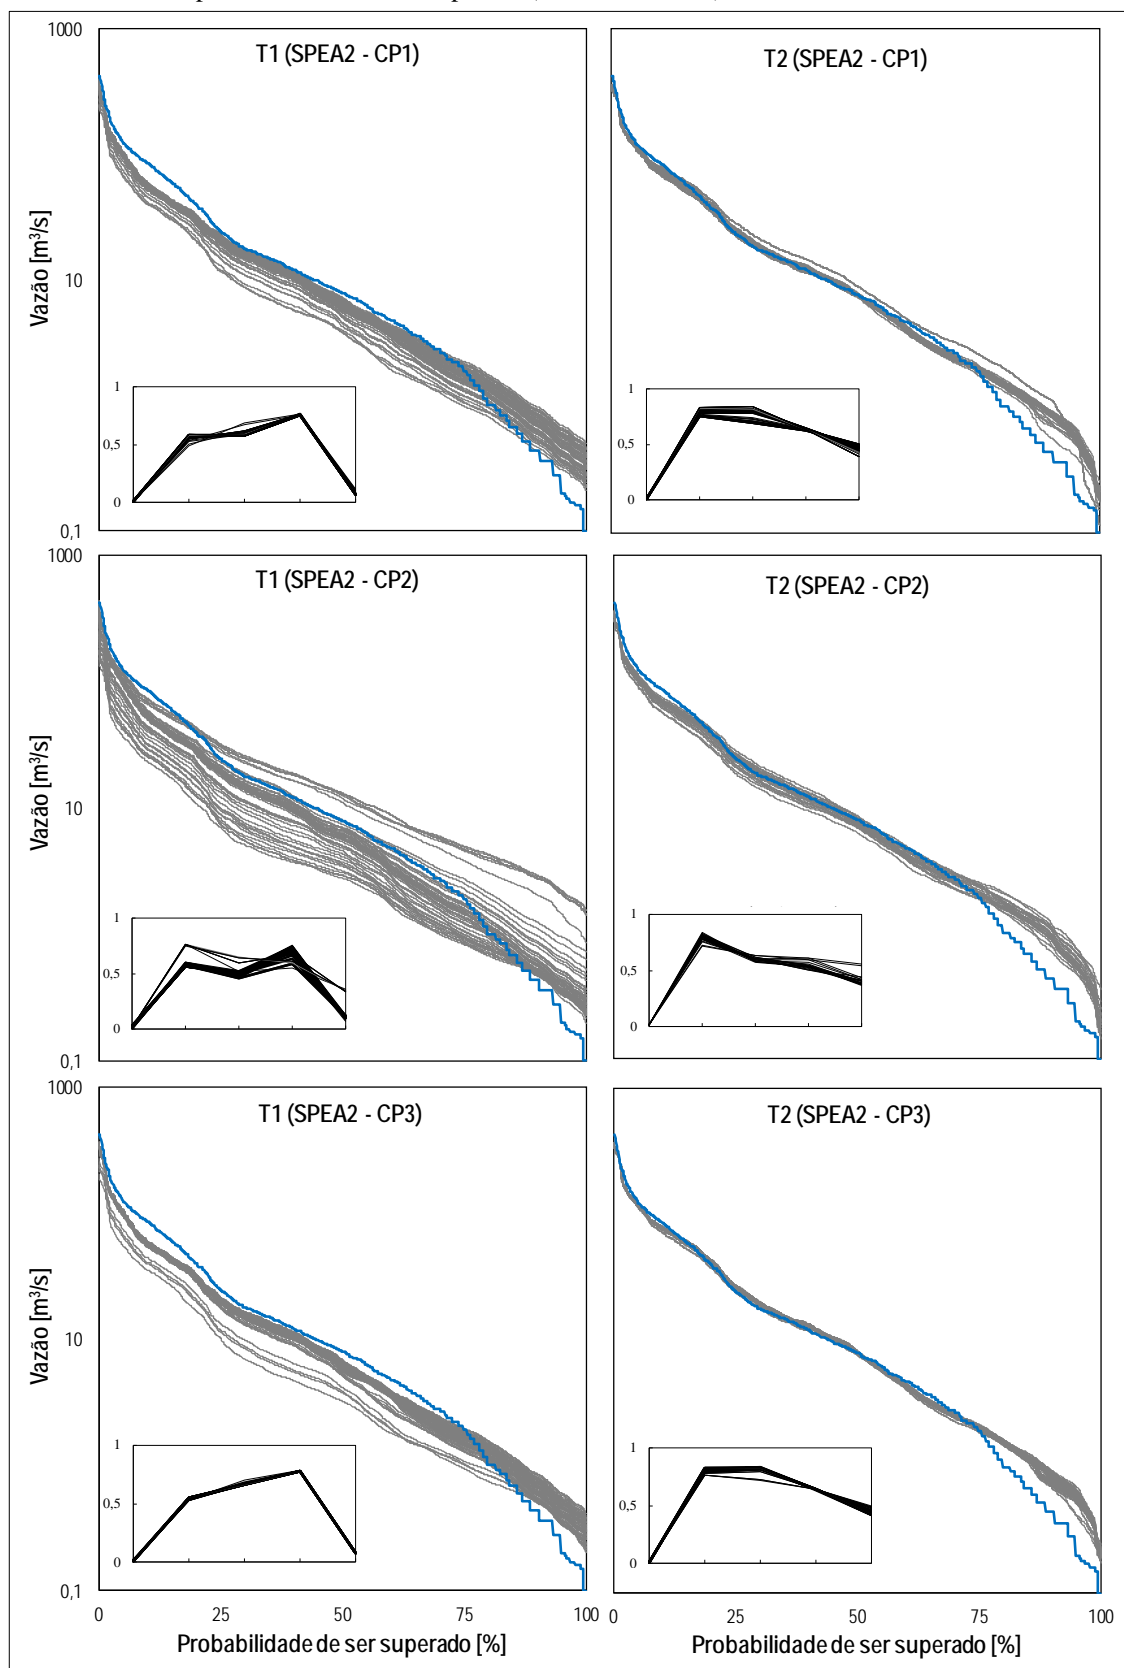 1000
T1 (SPEA2 - CP1)
T2 (SPEA2 - CP1)
Vazão [m³/s]
10
1
0,5
0
1
0,5
0
0,1
1000
T1 (SPEA2 - CP2)
T2 (SPEA2 - CP2)
Vazão [m³/s]
10
1
0,5
0
1
0,5
0
0,1
1000
T1 (SPEA2 - CP3)
T2 (SPEA2 - CP3)
Vazão [m³/s]
10
1
0,5
0
1
0,5
0
0,1
0 25 50 75 100
0 25 50 75 100
Probabilidade de ser superado [%]
Probabilidade de ser superado [%]